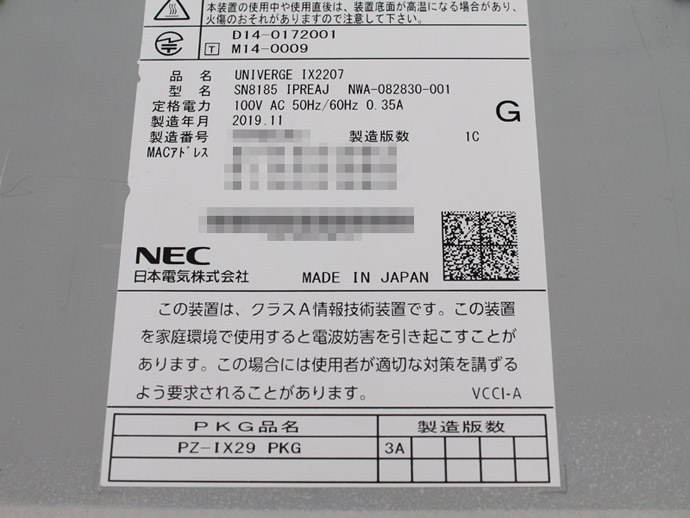 本装置の使用中や使用直後は、装置底面が高温になる場合があり、
火傷のおそれがありますので注意して下さい。
D14-0172001
T M14-0009
品 名 UNIVERGE IX2207
型 名 SN8185 IPREAJ NWA-082830-001
定格電力 100V AC 50Hz/60Hz 0.35A
製造年月 2019.11
G
製造番号 製造版数 1C
MACアドレス
NEC
日本電気株式会社 MADE IN JAPAN
この装置は、クラスA情報技術装置です。この装置
を家庭環境で使用すると電波妨害を引き起こすことが
あります。この場合には使用者が適切な対策を講ずる
よう要求されることがあります。 VCCI-A
PKG品名 製造版数
PZ-IX29 PKG 3A